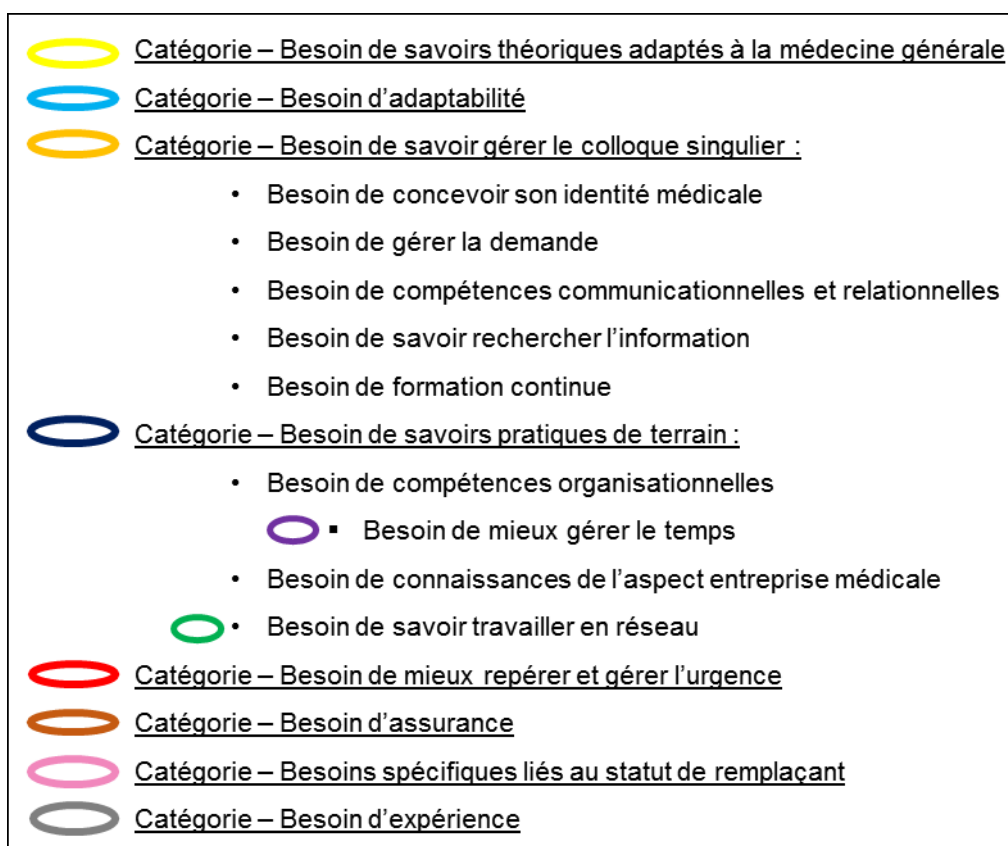 Catégorie – Besoin de savoirs théoriques adaptés à la médecine générale
Catégorie – Besoin d’adaptabilité
Catégorie – Besoin de savoir gérer le colloque singulier :
• Besoin de concevoir son identité médicale
• Besoin de gérer la demande
• Besoin de compétences communicationnelles et relationnelles
• Besoin de savoir rechercher l’information
• Besoin de formation continue
Catégorie – Besoin de savoirs pratiques de terrain :
• Besoin de compétences organisationnelles
▪ Besoin de mieux gérer le temps
• Besoin de connaissances de l’aspect entreprise médicale
• Besoin de savoir travailler en réseau
Catégorie – Besoin de mieux repérer et gérer l’urgence
Catégorie – Besoin d’assurance
Catégorie – Besoins spécifiques liés au statut de remplaçant
Catégorie – Besoin d’expérience